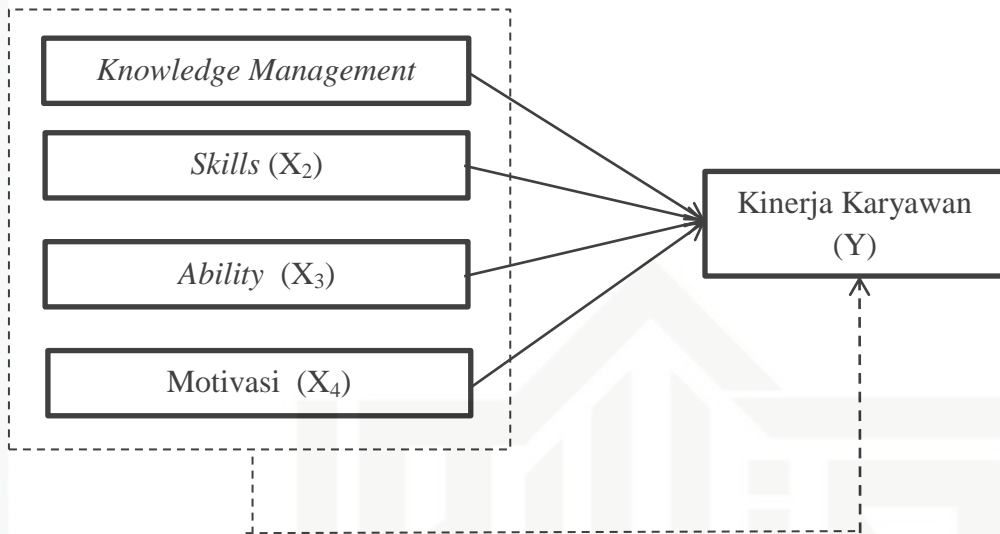 Knowledge Management
Skills (X₂)
Ability (X₃)
Motivasi (X₄)
Kinerja Karyawan
(Y)